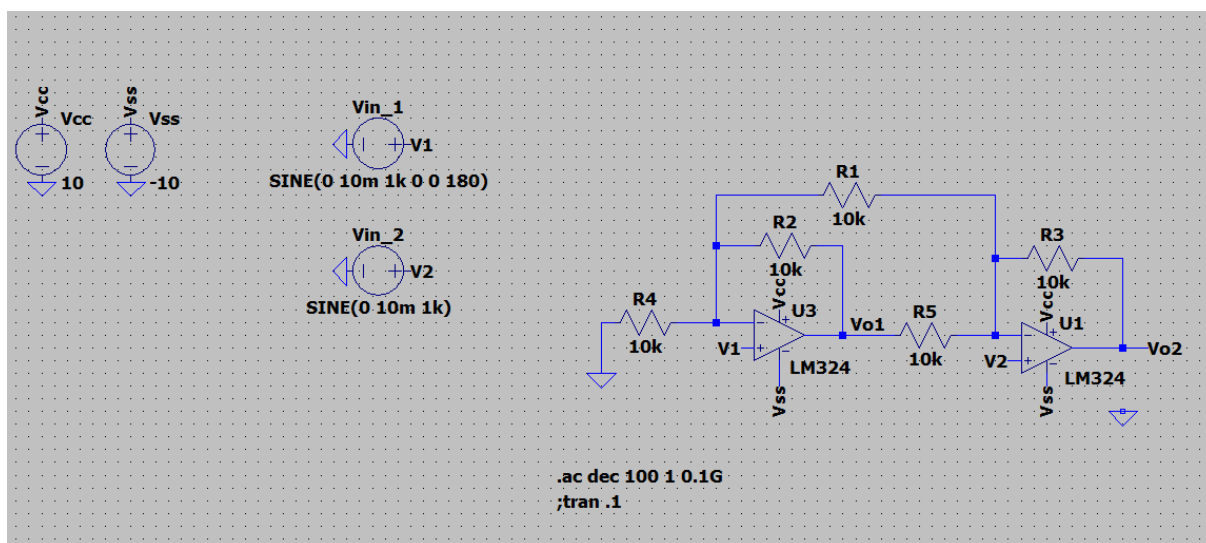 Vcc
Vcc
10
Vss
Vss
-10
Vin_1
V1
SINE(0 10m 1k 0 0 180)
Vin_2
V2
SINE(0 10m 1k)
R1
10k
R2
10k
R3
10k
R4
10k
Vcc
U3
V1
LM324
Vss
Vo1
R5
10k
Vcc
U1
V2
LM324
Vss
Vo2
.ac dec 100 1 0.1G
;tran .1